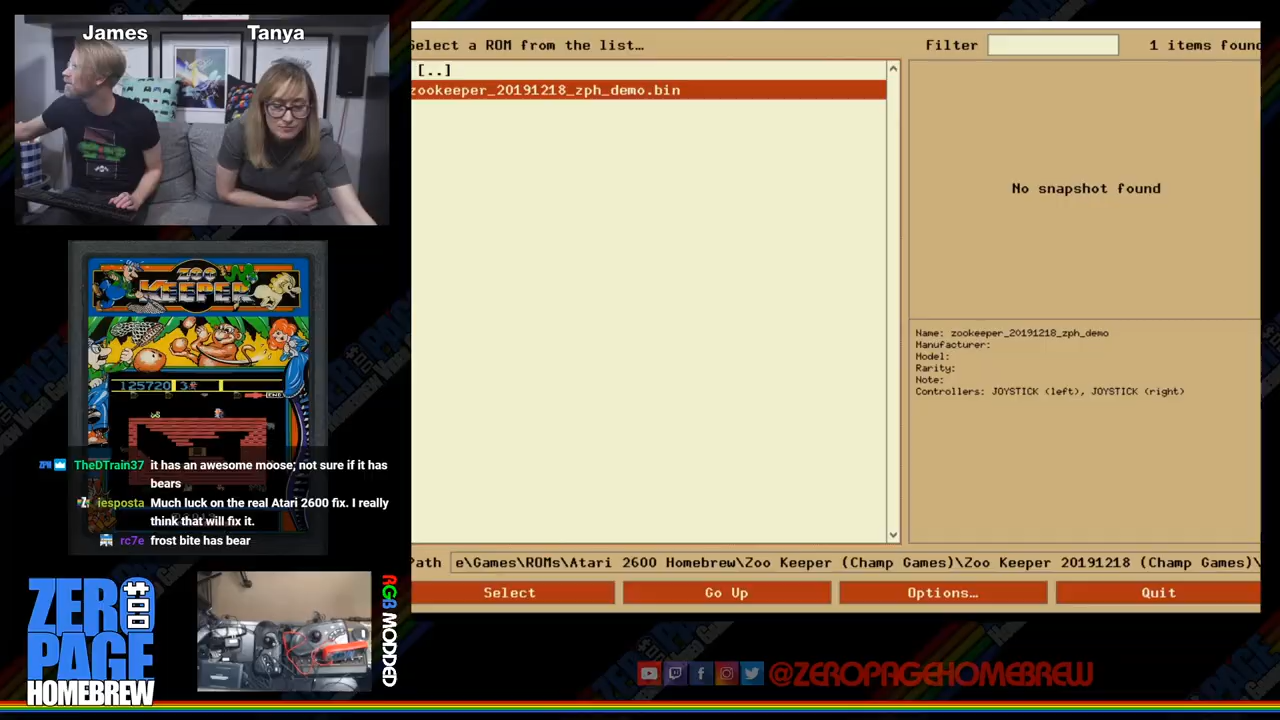 James
Tanya
Select a ROM from the list…
Filter
1 items found
[..]
zookeeper_20191218_zph_demo.bin
No snapshot found
ZOO
KEEPER
125720
3
END
Name: zookeeper_20191218_zph_demo
Manufacturer:
Model:
Rarity:
Note:
Controllers: JOYSTICK (left), JOYSTICK (right)
TheDTrain37 it has an awesome moose; not sure if it has
bears
iesposta Much luck on the real Atari 2600 fix. I really
think that will fix it.
rc7e frost bite has bear
ath e\Games\ROMs\Atari 2600 Homebrew\Zoo Keeper (Champ Games)\Zoo Keeper 20191218 (Champ Games)\
Select
Go Up
Options…
Quit
ZERO
PAGE
HOMEBREW
RGB MODDED
@ZEROPAGEHOMEBREW